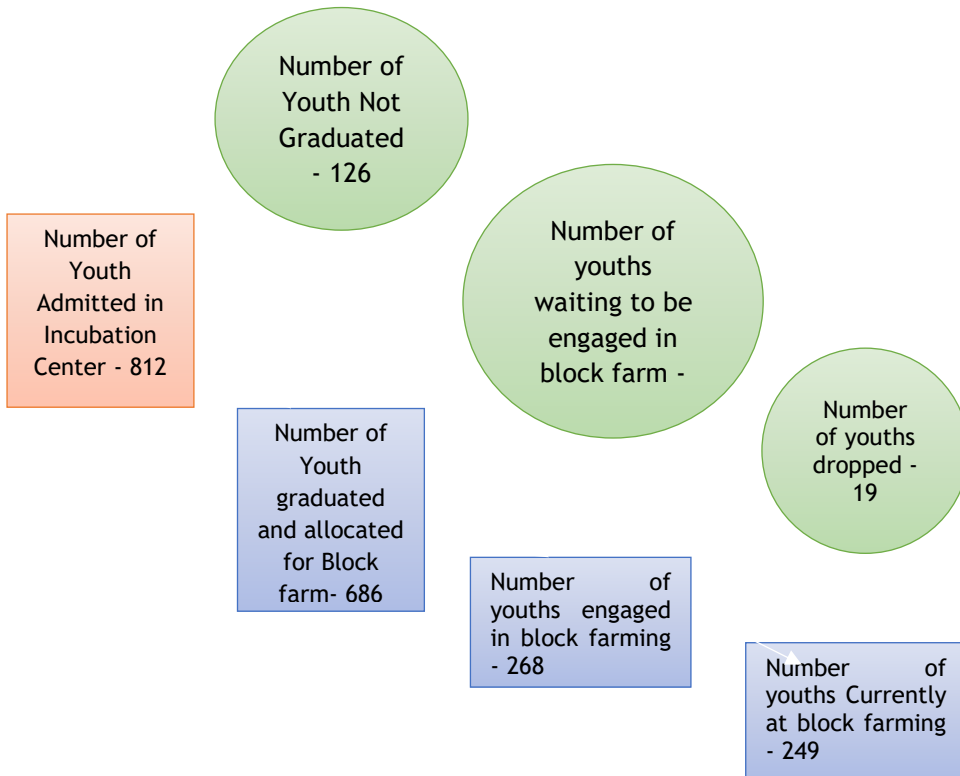 Number of
Youth Not
Graduated
- 126
Number of
Youth
Admitted in
Incubation
Center - 812
Number of
youths
waiting to be
engaged in
block farm -
Number of
Youth
graduated
and allocated
for Block
farm- 686
Number
of youths
dropped -
19
Number of
youths engaged
in block farming
- 268
Number of
youths Currently
at block farming
- 249